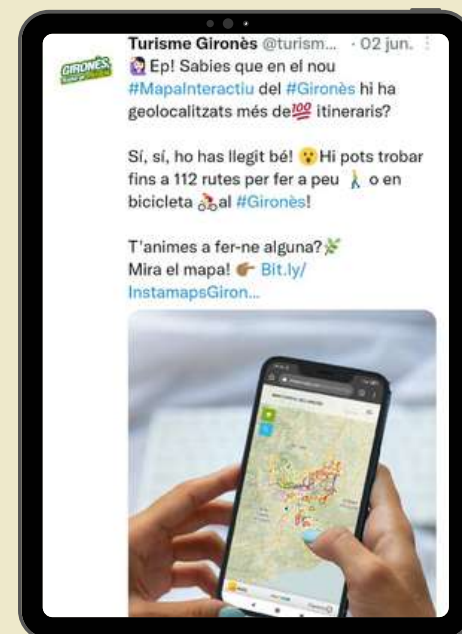 Turisme Gironès @turism... · 02 jun.
GIRONÈS,
🙋🏻‍♀️Ep! Sabies que en el nou
#MapaInteractiu del #Gironès hi ha
geolocalitzats més de💯 itineraris?
Sí, sí, ho has llegit bé! 😮Hi pots trobar
fins a 112 rutes per fer a peu 🚶 o en
bicicleta 🚴al #Gironès!
T'animes a fer-ne alguna?🌿
Mira el mapa! 👉🏽 Bit.ly/
InstamapsGiron...